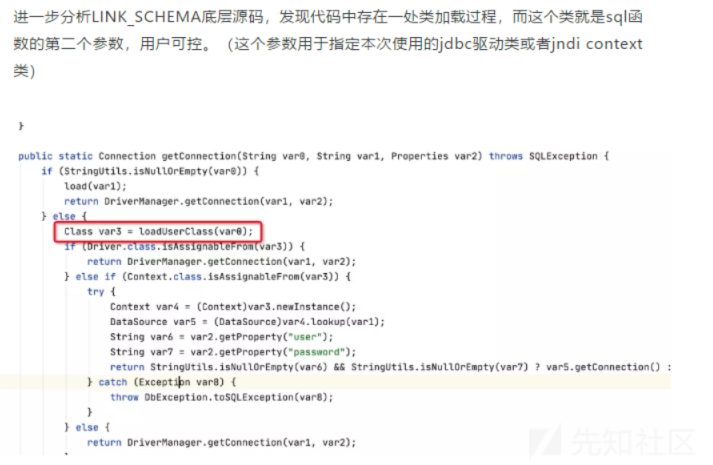 进一步分析LINK_SCHEMA底层源码，发现代码中存在一处类加载过程，而这个类就是sql函
数的第二个参数，用户可控。（这个参数用于指定本次使用的jdbc驱动类或者jndi context
类）
}
public static Connection getConnection(String var0, String var1, Properties var2) throws SQLException {
if (StringUtils.isNullOrEmpty(var0)) {
load(var1);
return DriverManager.getConnection(var1, var2);
} else {
Class var3 = loadUserClass(var0);
if (Driver.class.isAssignableFrom(var3)) {
return DriverManager.getConnection(var1, var2);
} else if (Context.class.isAssignableFrom(var3)) {
try {
Context var4 = (Context)var3.newInstance();
DataSource var5 = (DataSource)var4.lookup(var1);
String var6 = var2.getProperty("user");
String var7 = var2.getProperty("password");
return StringUtils.isNullOrEmpty(var6) && StringUtils.isNullOrEmpty(var7) ? var5.getConnection() :
} catch (Exception var8) {
throw DbException.toSQLException(var8);
}
} else {
return DriverManager.getConnection(var1, var2);
先知社区